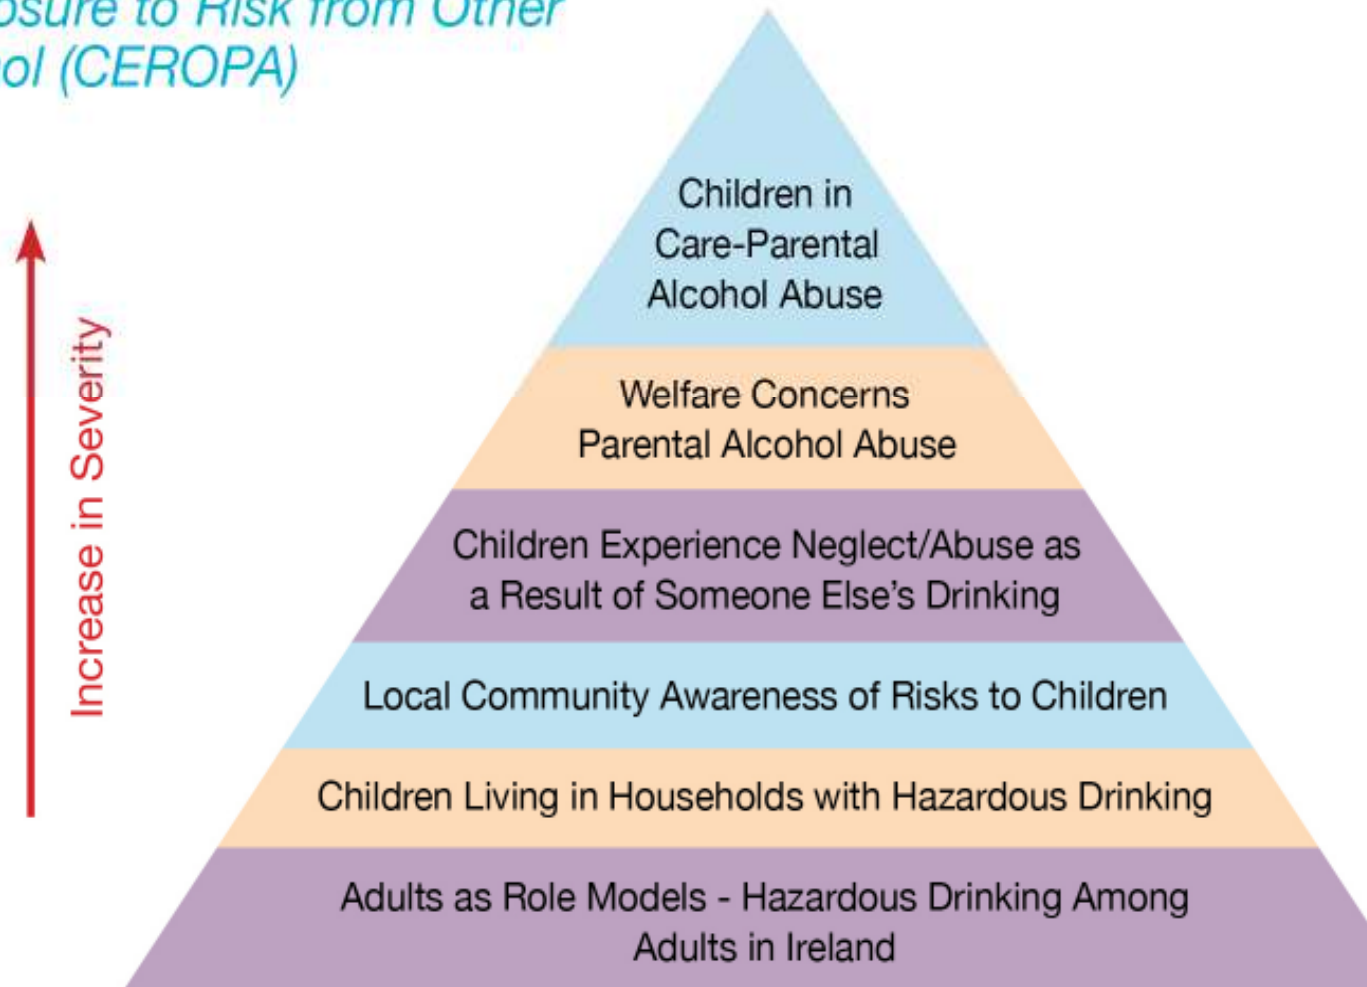 to Risk from Other
(CEROPA)
Increase in Severity
Children in
Care-Parental
Alcohol Abuse
Welfare Concerns
Parental Alcohol Abuse
Children Experience Neglect/Abuse as
a Result of Someone Else’s Drinking
Local Community Awareness of Risks to Children
Children Living in Households with Hazardous Drinking
Adults as Role Models - Hazardous Drinking Among
Adults in Ireland